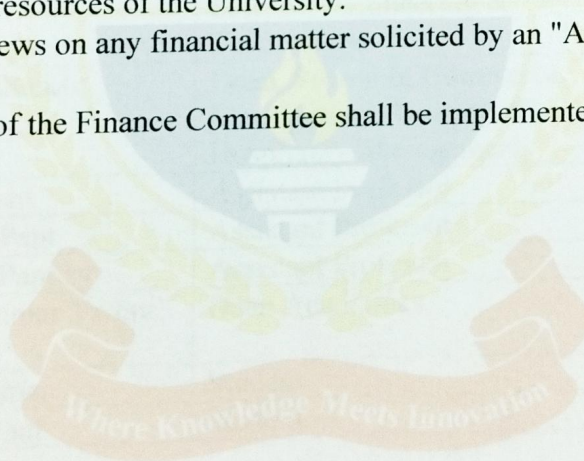 resources of the University.
ews on any financial matter solicited by an "A
of the Finance Committee shall be implemente
Where Knowledge Meets Innovation